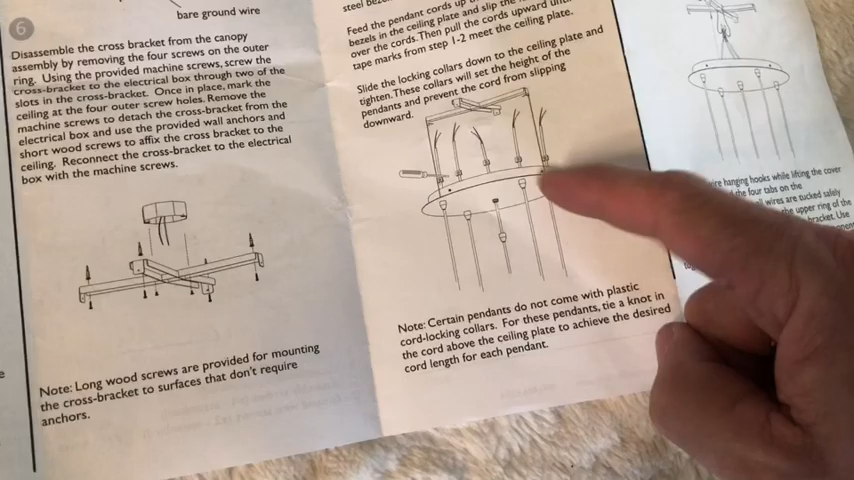 6
bare ground wire
Disassemble the cross bracket from the canopy
assembly by removing the four screws on the outer
ring. Using the provided machine screws, screw the
cross-bracket to the electrical box through two of the
slots in the cross-bracket. Once in place, mark the
ceiling at the four outer screw holes. Remove the
machine screws to detach the cross-bracket from the
electrical box and use the provided wall anchors and
short wood screws to affix the cross bracket to the
ceiling. Reconnect the cross-bracket to the electrical
box with the machine screws.
Note: Long wood screws are provided for mounting
the cross-bracket to surfaces that don't require
anchors.
steel
Feed the pendant cords up
bezels in the ceiling plate and slip the
over the cords. Then pull the cords upward until
tape marks from step 1-2 meet the ceiling plate.
Slide the locking collars down to the ceiling plate and
tighten. These collars will set the height of the
pendants and prevent the cord from slipping
downward.
Note: Certain pendants do not come with plastic
cord-locking collars. For these pendants, tie a knot in
the cord above the ceiling plate to achieve the desired
cord length for each pendant.
hanging hooks while lifting the cover
the four tabs on the
wires are tucked safely
the upper ring of the
bracket. Use